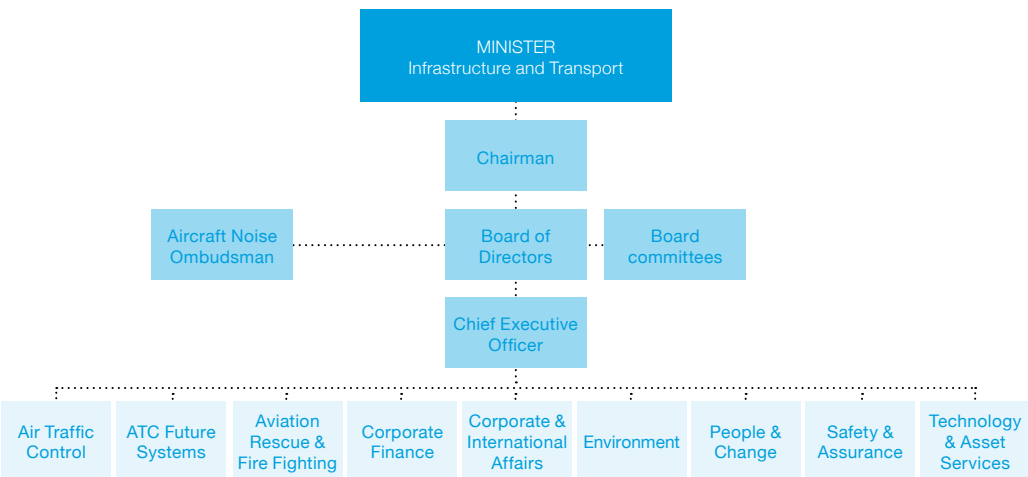 MINISTER
Infrastructure and Transport
Chairman
Aircraft Noise
Ombudsman
Board of
Directors
Board
committees
Chief Executive
Officer
Air Traffic
Control
ATC Future
Systems
Aviation
Rescue &
Fire Fighting
Corporate
Finance
Corporate &
International
Affairs
Environment
People &
Change
Safety &
Assurance
Technology
& Asset
Services